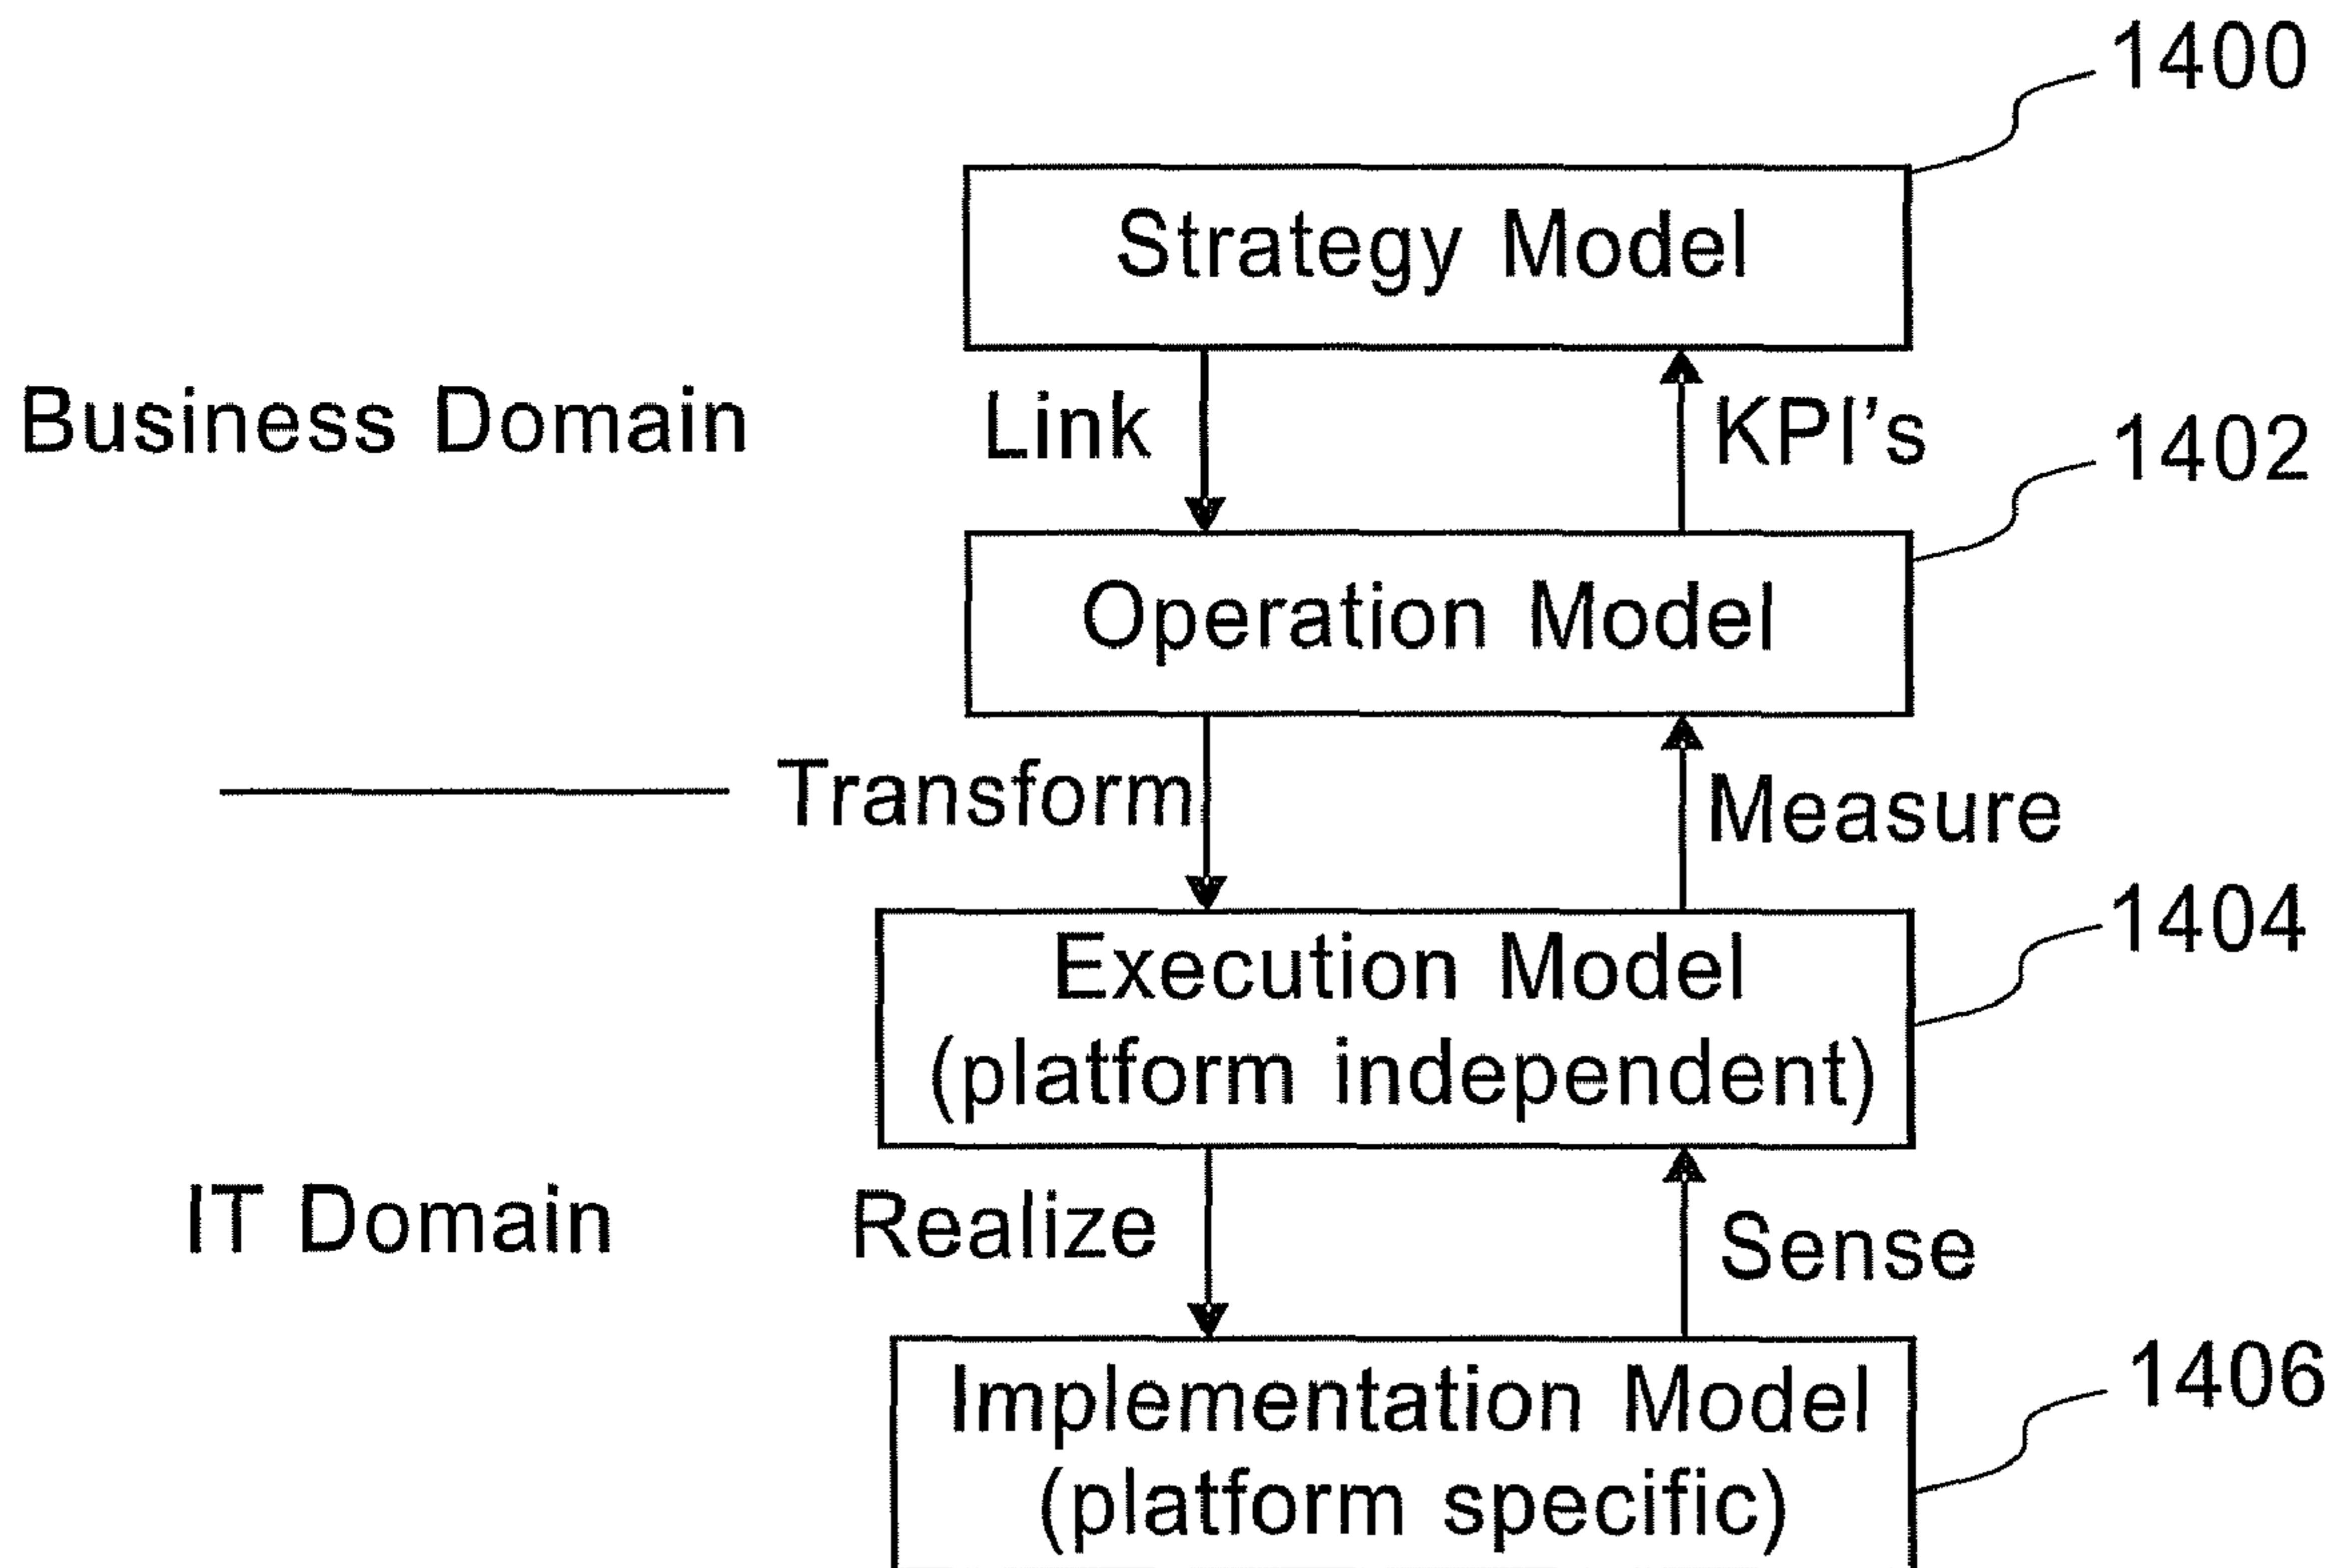 1400
Strategy Model
Business Domain
Link
KPI's
1402
Operation Model
Transform
Measure
1404
Execution Model
(platform independent)
IT Domain
Realize
Sense
1406
Implementation Model
(platform specific)